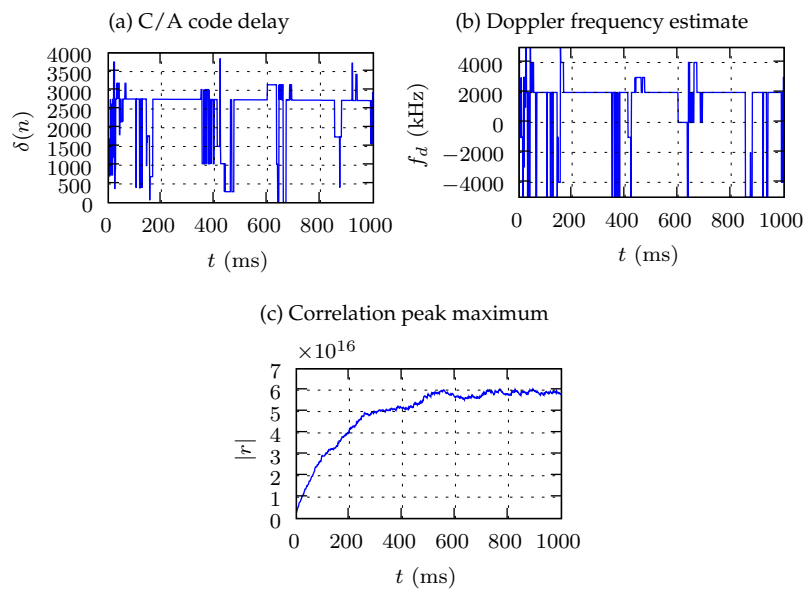 (a) C/A code delay
4000
3500
3000
2500
2000
1500
1000
500
0
δ(n)
0 200 400 600 800 1000
t (ms)
(b) Doppler frequency estimate
4000
2000
0
−2000
−4000
f_d (kHz)
0 200 400 600 800 1000
t (ms)
(c) Correlation peak maximum
×10^16
7
6
5
4
3
2
1
0
|r|
0 200 400 600 800 1000
t (ms)